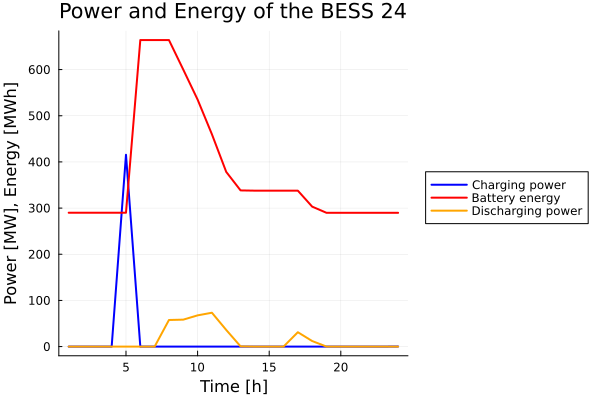 Power and Energy of the BESS 24
Power [MW], Energy [MWh]
600
500
400
300
200
100
0
5
10
15
20
Time [h]
Charging power
Battery energy
Discharging power